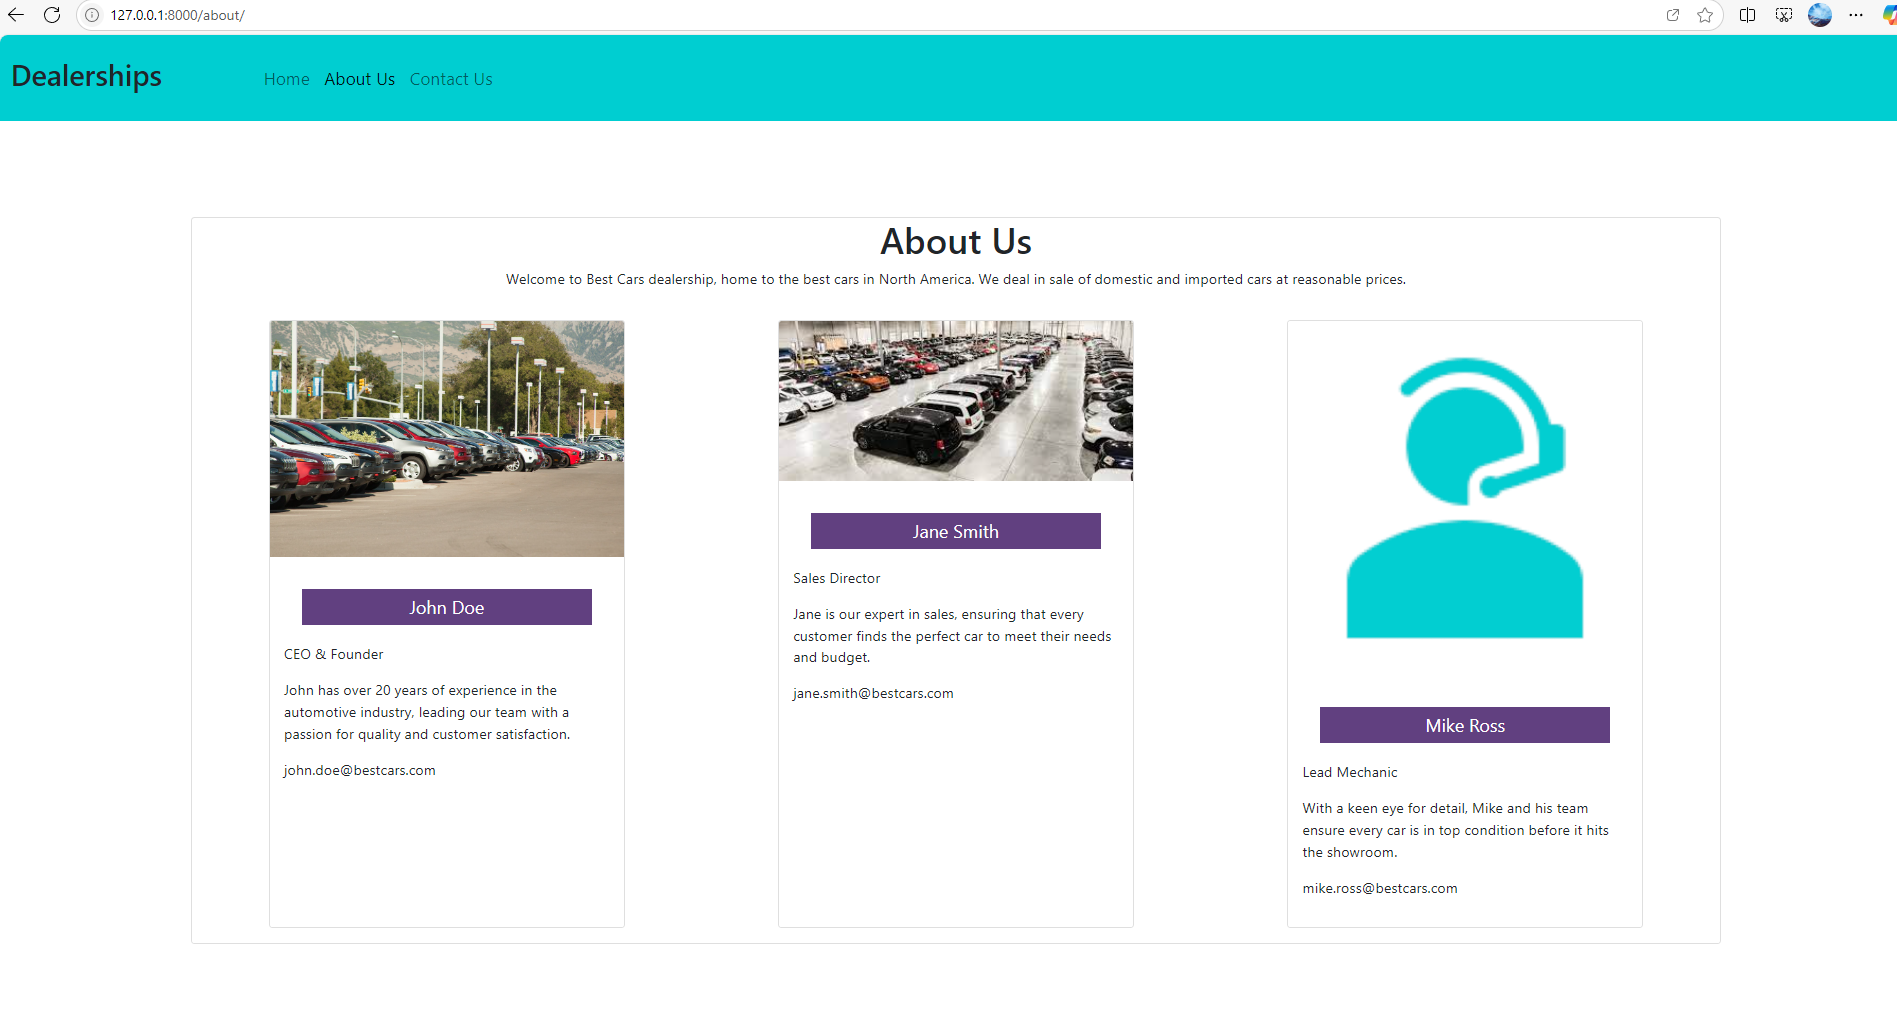 127.0.0.1:8000/about/
Dealerships
Home About Us Contact Us
About Us
Welcome to Best Cars dealership, home to the best cars in North America. We deal in sale of domestic and imported cars at reasonable prices.
John Doe
CEO & Founder
John has over 20 years of experience in the
automotive industry, leading our team with a
passion for quality and customer satisfaction.
john.doe@bestcars.com
Jane Smith
Sales Director
Jane is our expert in sales, ensuring that every
customer finds the perfect car to meet their needs
and budget.
jane.smith@bestcars.com
Mike Ross
Lead Mechanic
With a keen eye for detail, Mike and his team
ensure every car is in top condition before it hits
the showroom.
mike.ross@bestcars.com